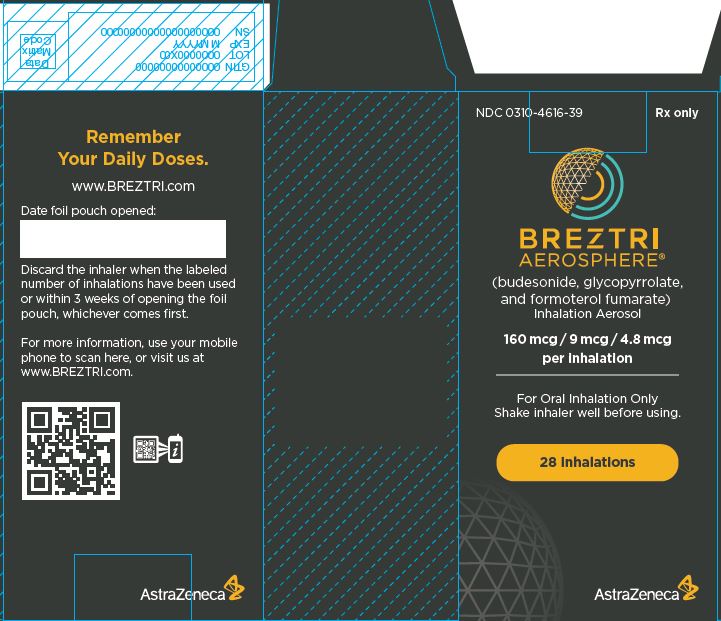 GTIN 00000000000000
LOT 0000000X00
EXP MMYYYY
SN 00000000000000000000
Data
Matrix
Code
Remember
Your Daily Doses.
www.BREZTRI.com
Date foil pouch opened:
Discard the inhaler when the labeled
number of inhalations have been used
or within 3 weeks of opening the foil
pouch, whichever comes first.
For more information, use your mobile
phone to scan here, or visit us at
www.BREZTRI.com.
i
AstraZeneca
NDC 0310-4616-39
Rx only
BREZTRI
AEROSPHERE®
(budesonide, glycopyrrolate,
and formoterol fumarate)
Inhalation Aerosol
160 mcg / 9 mcg / 4.8 mcg
per inhalation
For Oral Inhalation Only
Shake inhaler well before using.
28 inhalations
AstraZeneca